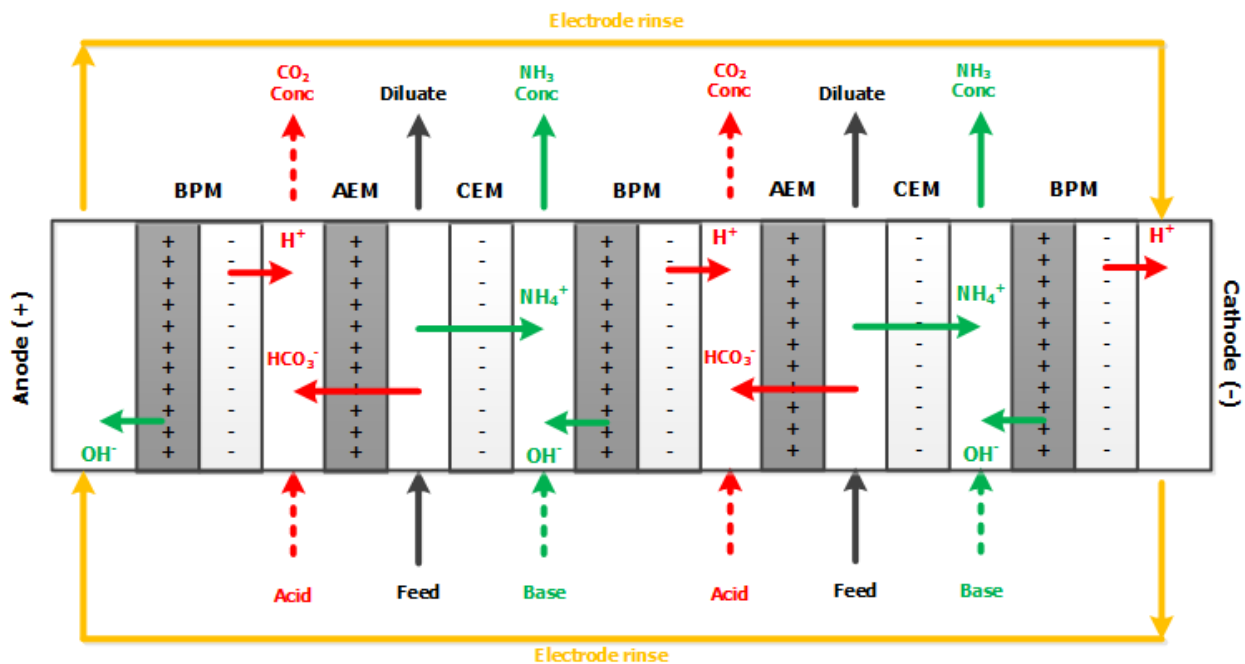 Electrode rinse
CO₂
Conc
Diluate
NH₃
Conc
CO₂
Conc
Diluate
NH₃
Conc
BPM
AEM
CEM
BPM
AEM
CEM
BPM
Anode (+)
+ - + - + - + - + -
+ - + - + - + - + -
+ - + - + - + - + -
+ - + - + - + - + -
+ + + + +
+ - + - + - + - + -
+ - + - + - + - + -
+ - + - + - + - + -
+ - + - + - + - + -
+ - + - + - + - + -
+ - + - + - + - + -
H⁺
H⁺
H⁺
NH₄⁺
NH₄⁺
HCO₃⁻
HCO₃⁻
OH⁻
OH⁻
OH⁻
Cathode (-)
Acid
Feed
Base
Acid
Feed
Base
Electrode rinse